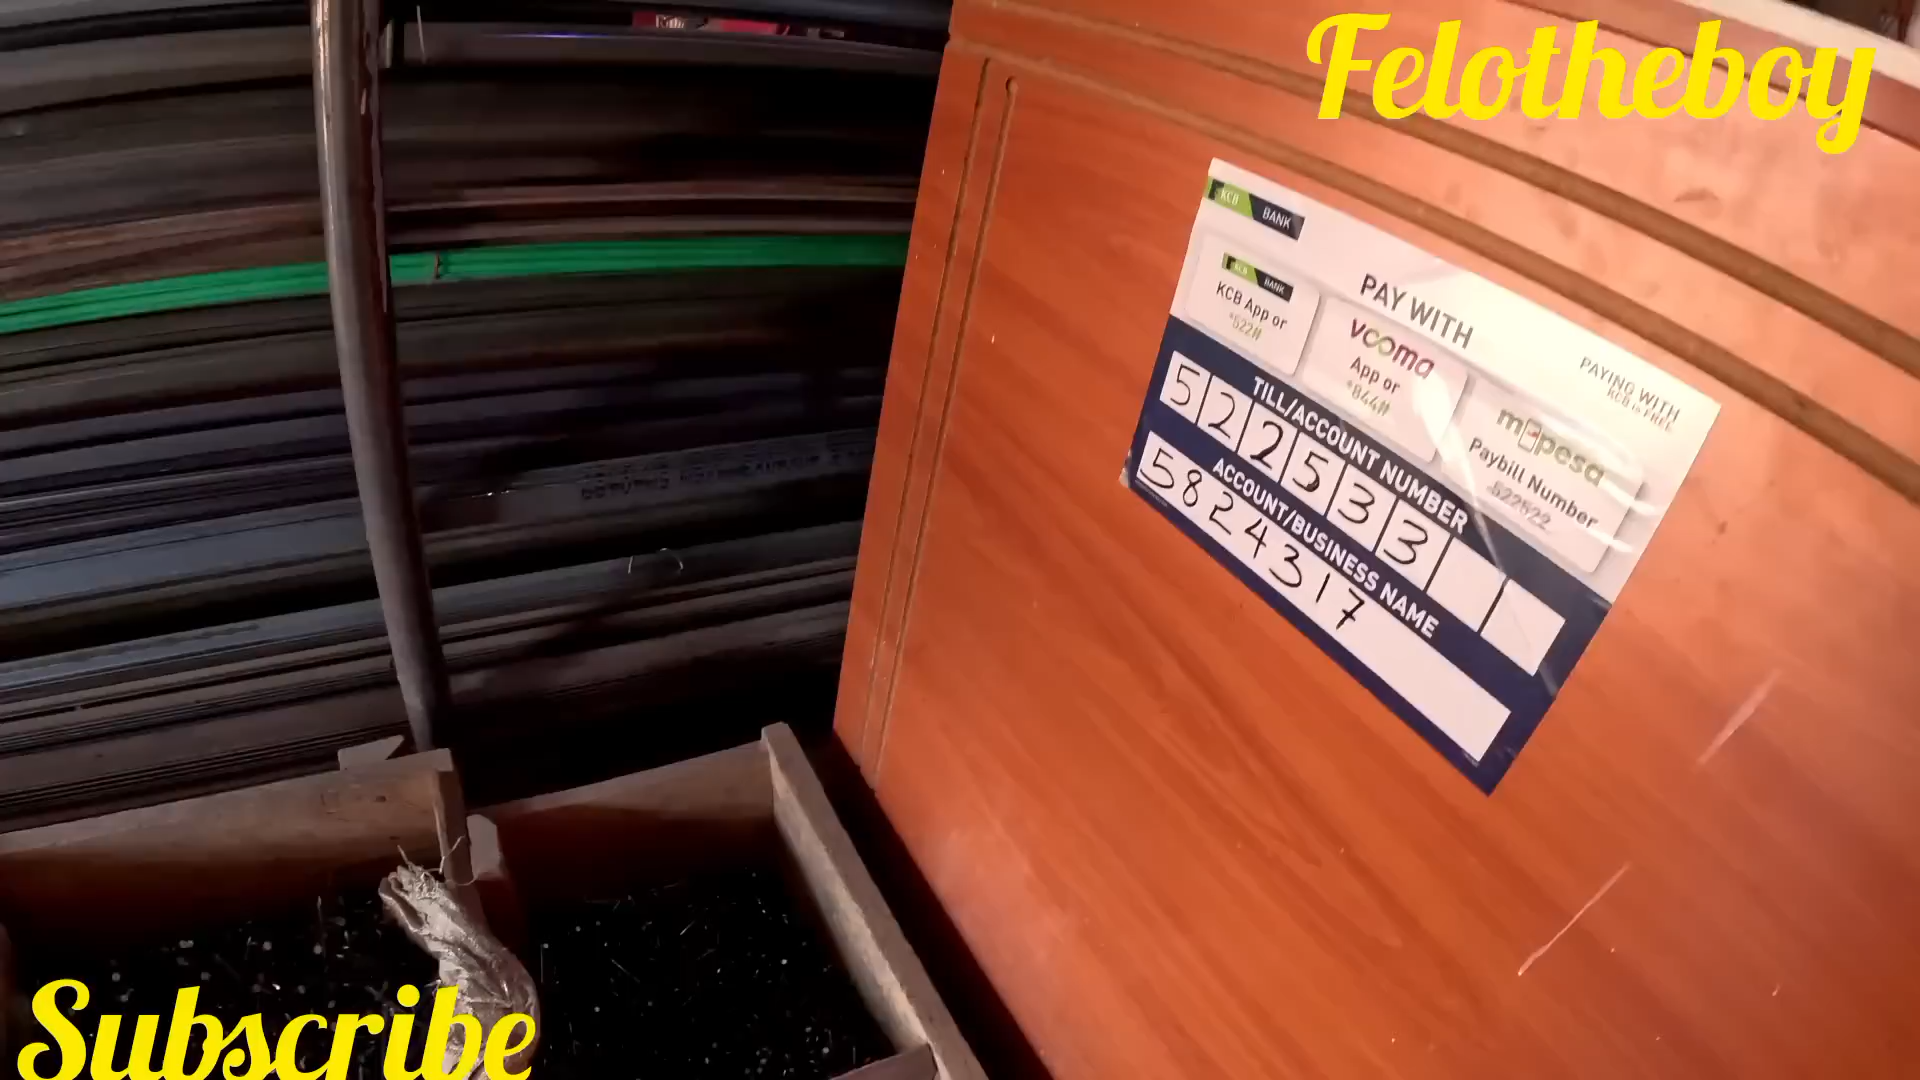 Felotheboy
KCB BANK
PAY WITH
PAYING WITH
KCB is FREE
KCB BANK
KCB App or
*522#
vooma
App or
*844#
m-pesa
Paybill Number
522522
TILL/ACCOUNT NUMBER
522533
ACCOUNT/BUSINESS NAME
5824317
Subscribe